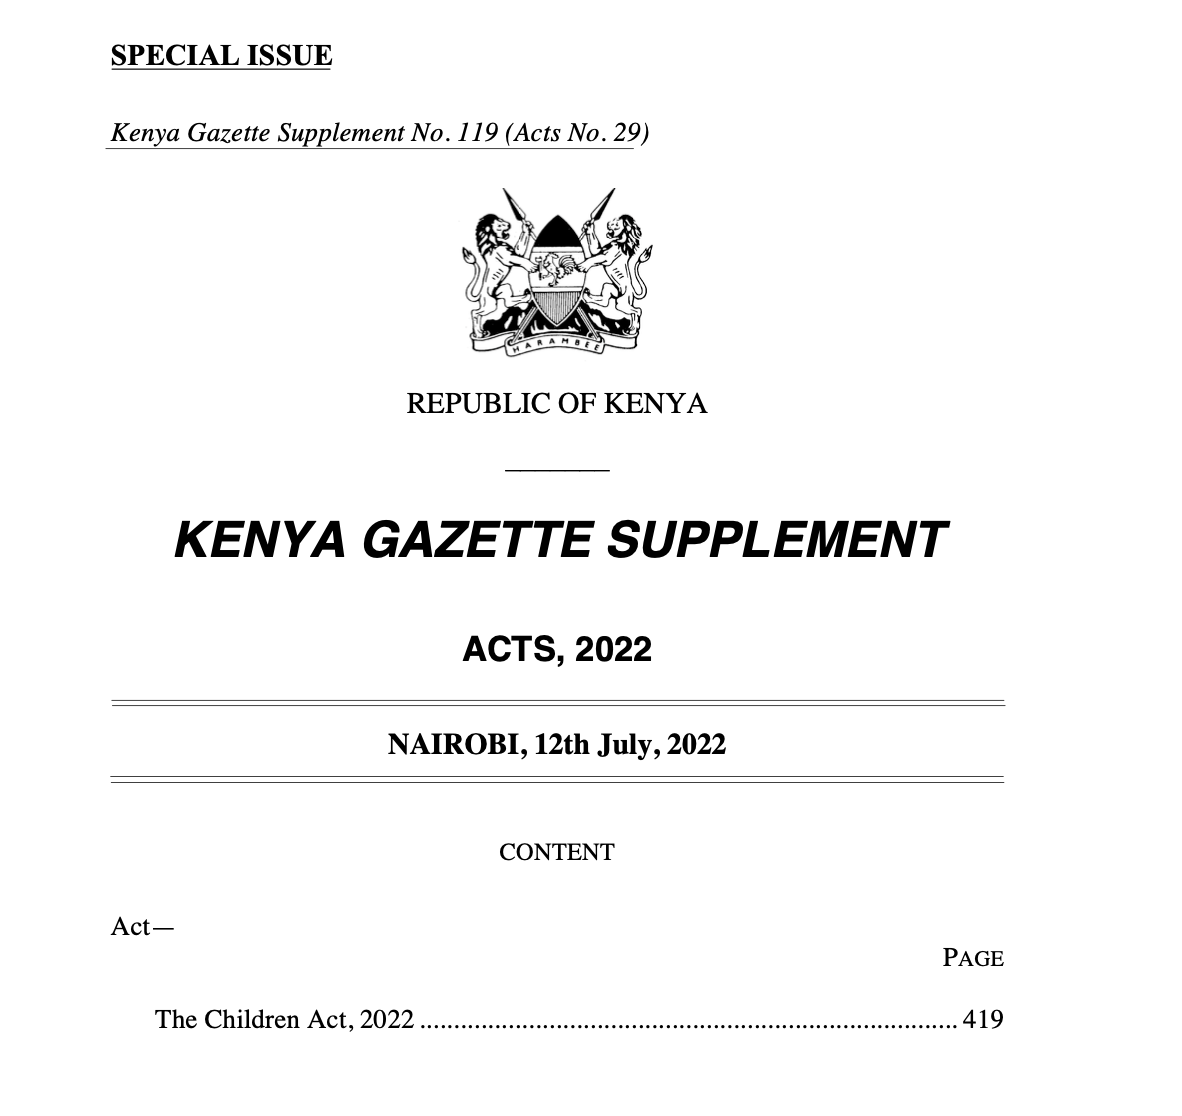 SPECIAL ISSUE
Kenya Gazette Supplement No. 119 (Acts No. 29)
HARAMBEE
REPUBLIC OF KENYA
KENYA GAZETTE SUPPLEMENT
ACTS, 2022
NAIROBI, 12th July, 2022
CONTENT
Act—
PAGE
The Children Act, 2022 ................................................................................ 419